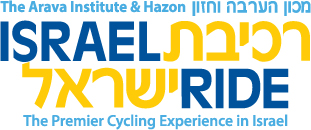 The Arava Institute & Hazon מכון הערבה וחזון
ISRAEL רכיבת
ישראל RIDE
The Premier Cycling Experience in Israel